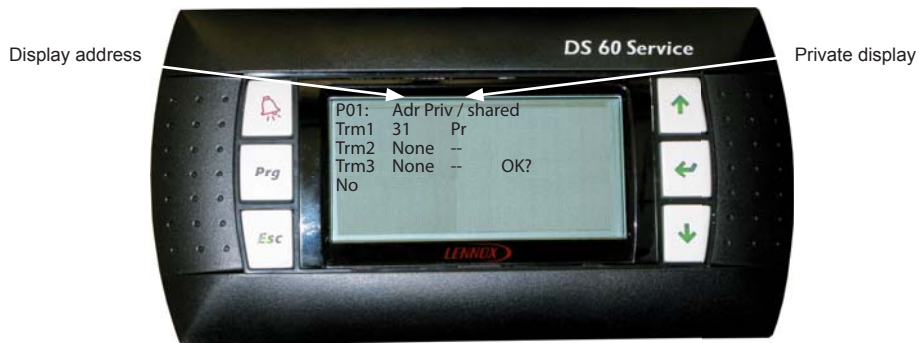 Display address
Private display
DS 60 Service
P01: Adr Priv / shared
Trm1 31 Pr
Trm2 None --
Trm3 None -- OK?
No
Prg
Esc
LENNOX